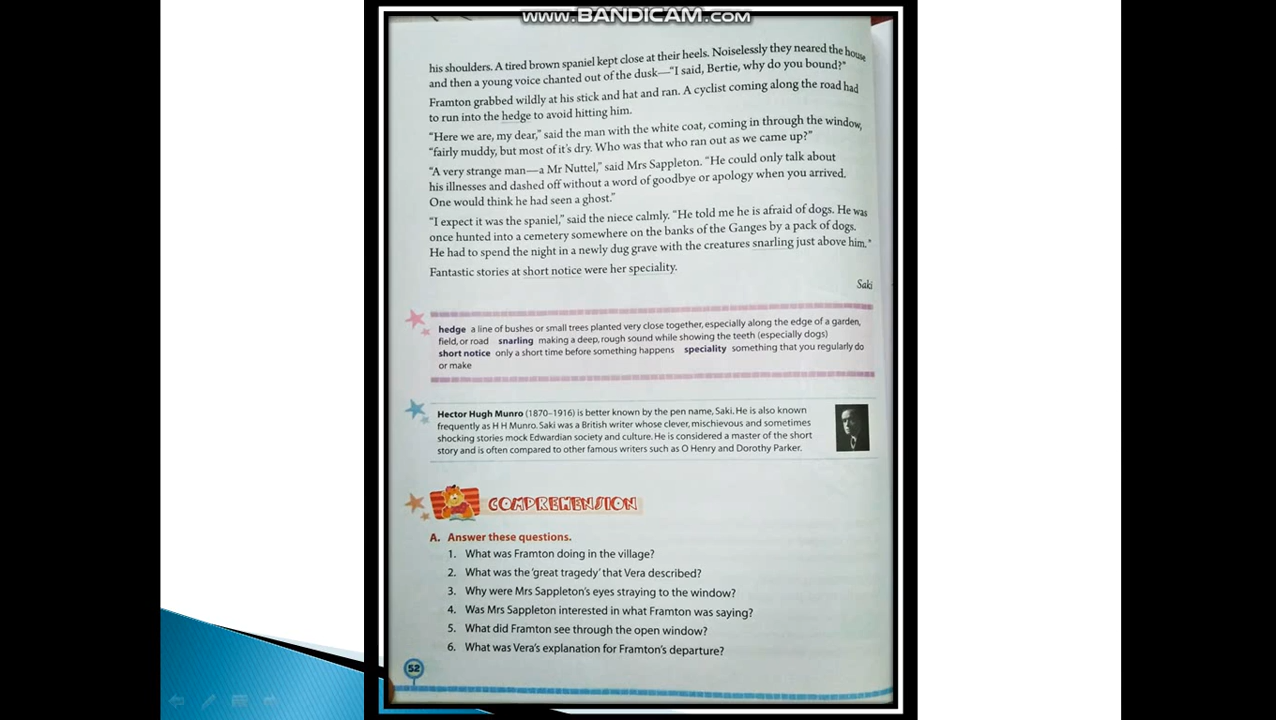 www.BANDICAM.COM
his shoulders. A tired brown spaniel kept close at their heels. Noiselessly they neared the house
and then a young voice chanted out of the dusk—“I said, Bertie, why do you bound?”
Framton grabbed wildly at his stick and hat and ran. A cyclist coming along the road had
to run into the hedge to avoid hitting him.
“Here we are, my dear,” said the man with the white coat, coming in through the window,
“fairly muddy, but most of it’s dry. Who was that who ran out as we came up?”
“A very strange man—a Mr Nuttel,” said Mrs Sappleton. “He could only talk about
his illnesses and dashed off without a word of goodbye or apology when you arrived.
One would think he had seen a ghost.”
“I expect it was the spaniel,” said the niece calmly. “He told me he is afraid of dogs. He was
once hunted into a cemetery somewhere on the banks of the Ganges by a pack of dogs.
He had to spend the night in a newly dug grave with the creatures snarling just above him.”
Fantastic stories at short notice were her speciality.
Saki
hedge a line of bushes or small trees planted very close together, especially along the edge of a garden,
field, or road snarling making a deep, rough sound while showing the teeth (especially dogs)
short notice only a short time before something happens speciality something that you regularly do
or make
Hector Hugh Munro (1870–1916) is better known by the pen name, Saki. He is also known
frequently as H H Munro. Saki was a British writer whose clever, mischievous and sometimes
shocking stories mock Edwardian society and culture. He is considered a master of the short
story and is often compared to other famous writers such as O Henry and Dorothy Parker.
COMPREHENSION
A. Answer these questions.
1. What was Framton doing in the village?
2. What was the ‘great tragedy’ that Vera described?
3. Why were Mrs Sappleton’s eyes straying to the window?
4. Was Mrs Sappleton interested in what Framton was saying?
5. What did Framton see through the open window?
6. What was Vera’s explanation for Framton’s departure?
52